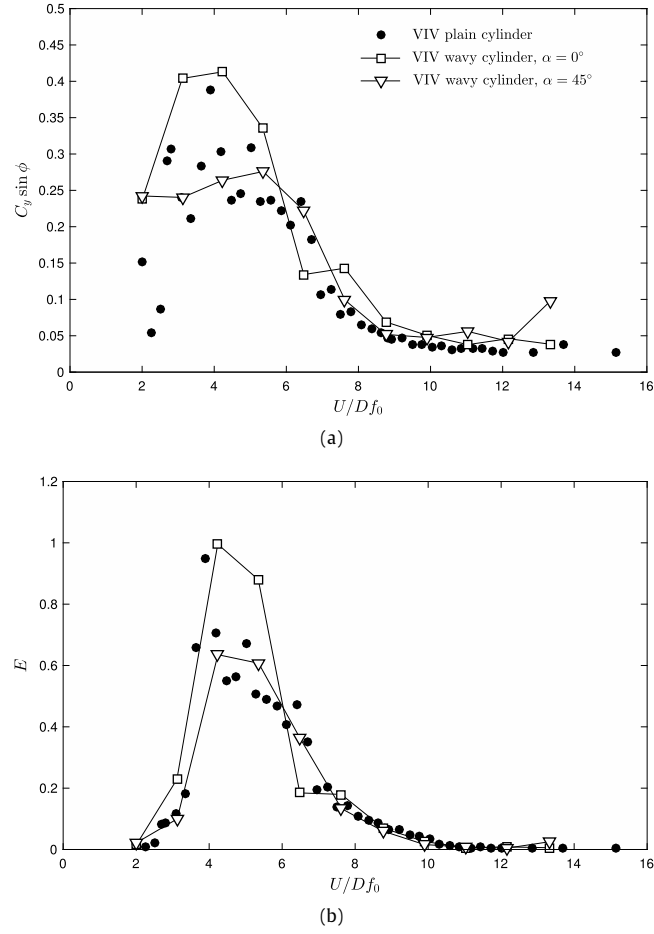 0.5
0.45
0.4
0.35
0.3
0.25
0.2
0.15
0.1
0.05
0
C_y sin ϕ
VIV plain cylinder
VIV wavy cylinder, α = 0°
VIV wavy cylinder, α = 45°
0 2 4 6 8 10 12 14 16
U/Df₀
(a)
1.2
1
0.8
0.6
0.4
0.2
0
E
0 2 4 6 8 10 12 14 16
U/Df₀
(b)